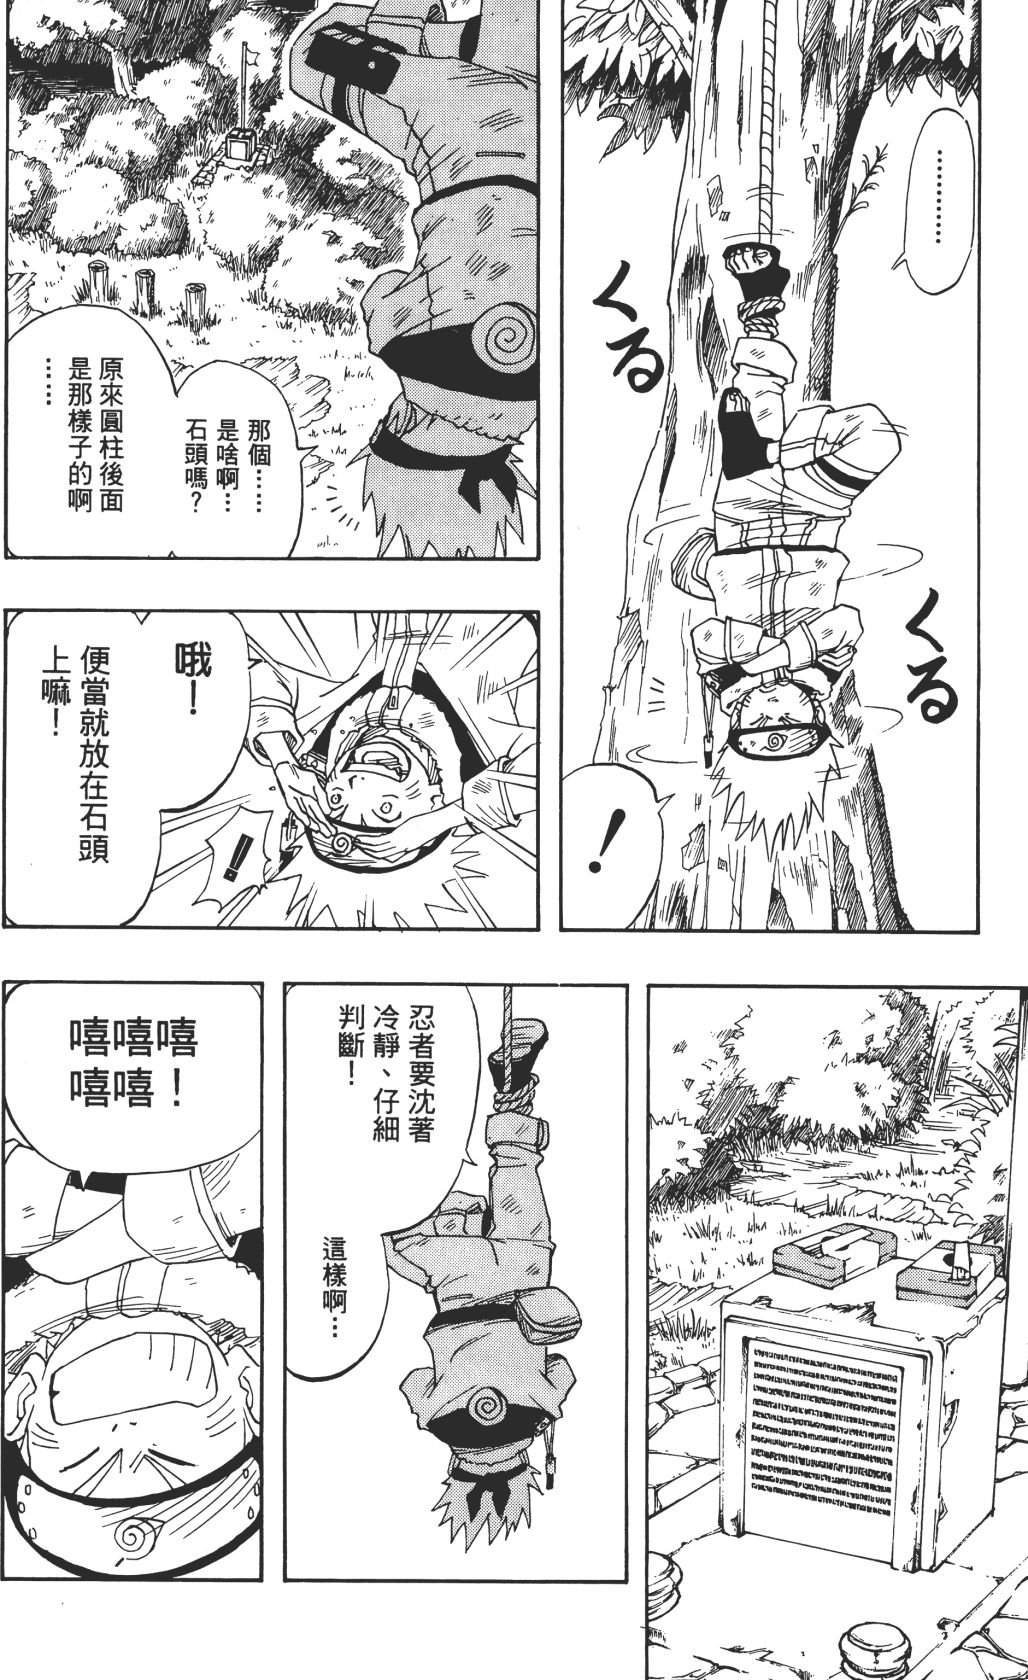 ………
くる
くる
！
那個……
是啥啊…
石頭嗎？
原來圓柱後面
是那樣子的啊
……
哦！
便當就放在石頭
上嘛！
！
忍者要沈著
冷靜、仔細
判斷！
這樣啊…
嘻嘻嘻
嘻嘻！